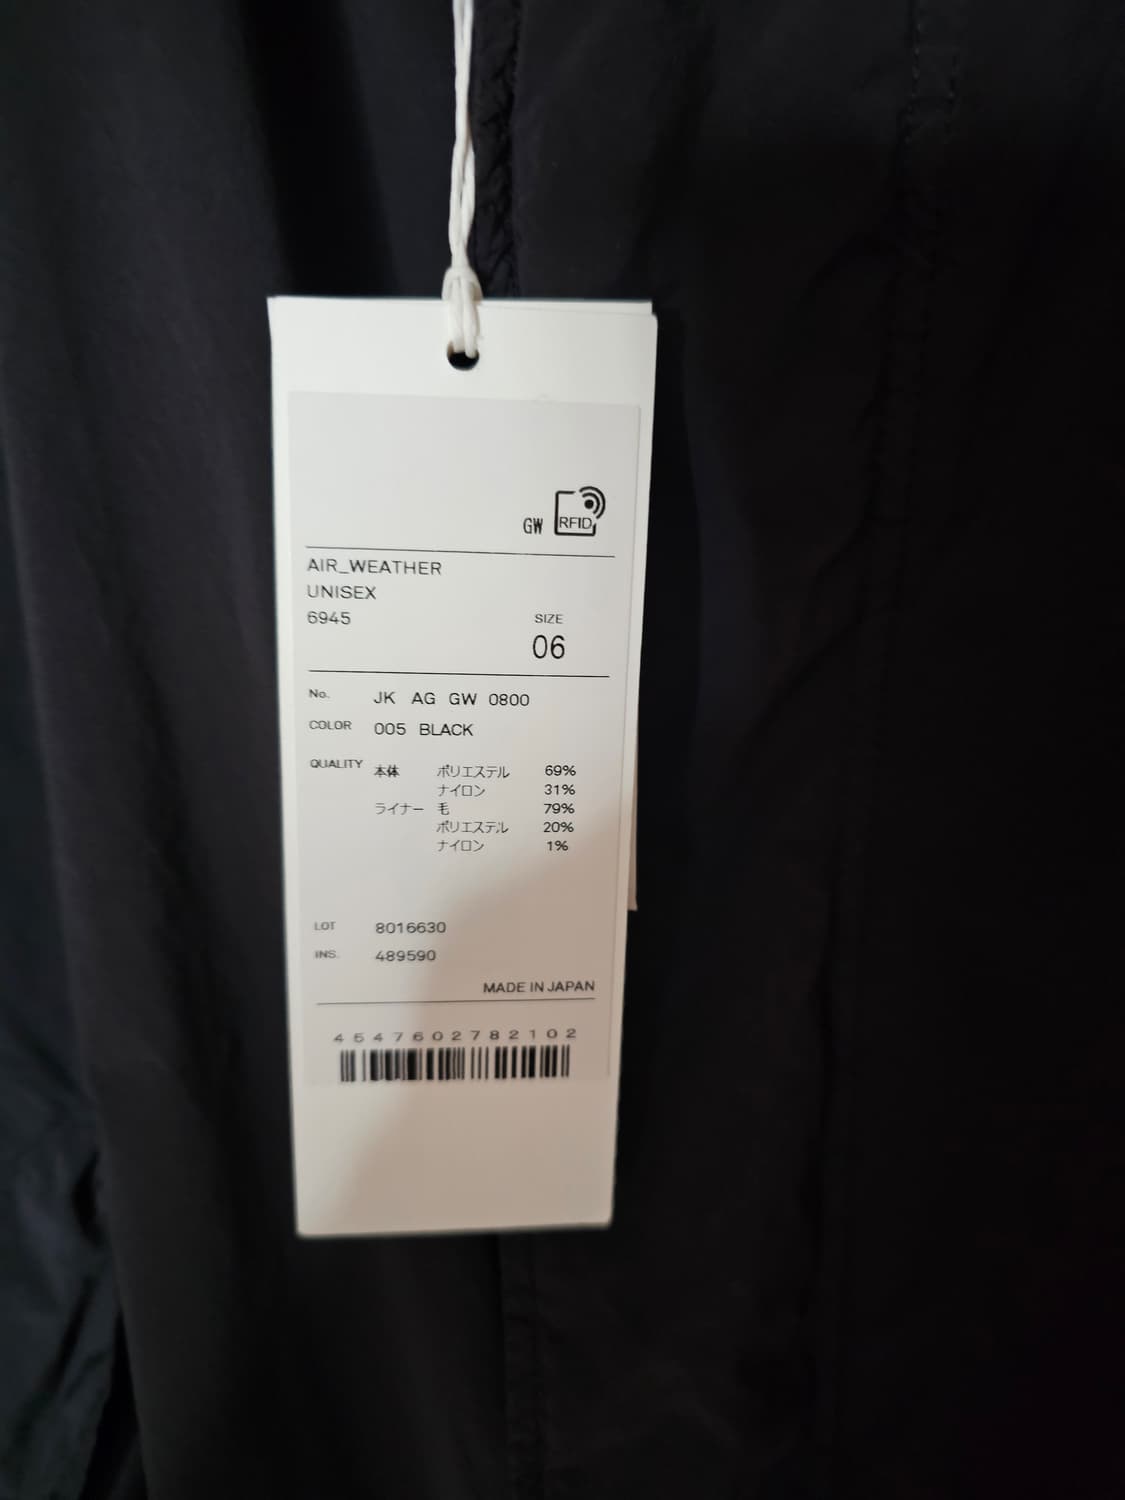 GW RFID
AIR_WEATHER
UNISEX
6945 SIZE
06
No. JK AG GW 0800
COLOR 005 BLACK
QUALITY 本体 ポリエステル 69%
ナイロン 31%
ライナー 毛 79%
ポリエステル 20%
ナイロン 1%
LOT 8016630
INS. 489590
MADE IN JAPAN
4547602782102